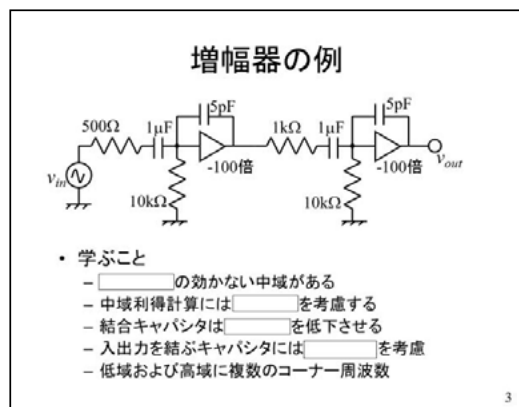 増幅器の例
5pF
5pF
500Ω
1μF
1kΩ
1μF
vin
-100倍
-100倍
vout
10kΩ
10kΩ
• 学ぶこと
– の効かない中域がある
– 中域利得計算には を考慮する
– 結合キャパシタは を低下させる
– 入出力を結ぶキャパシタには を考慮
– 低域および高域に複数のコーナー周波数
3